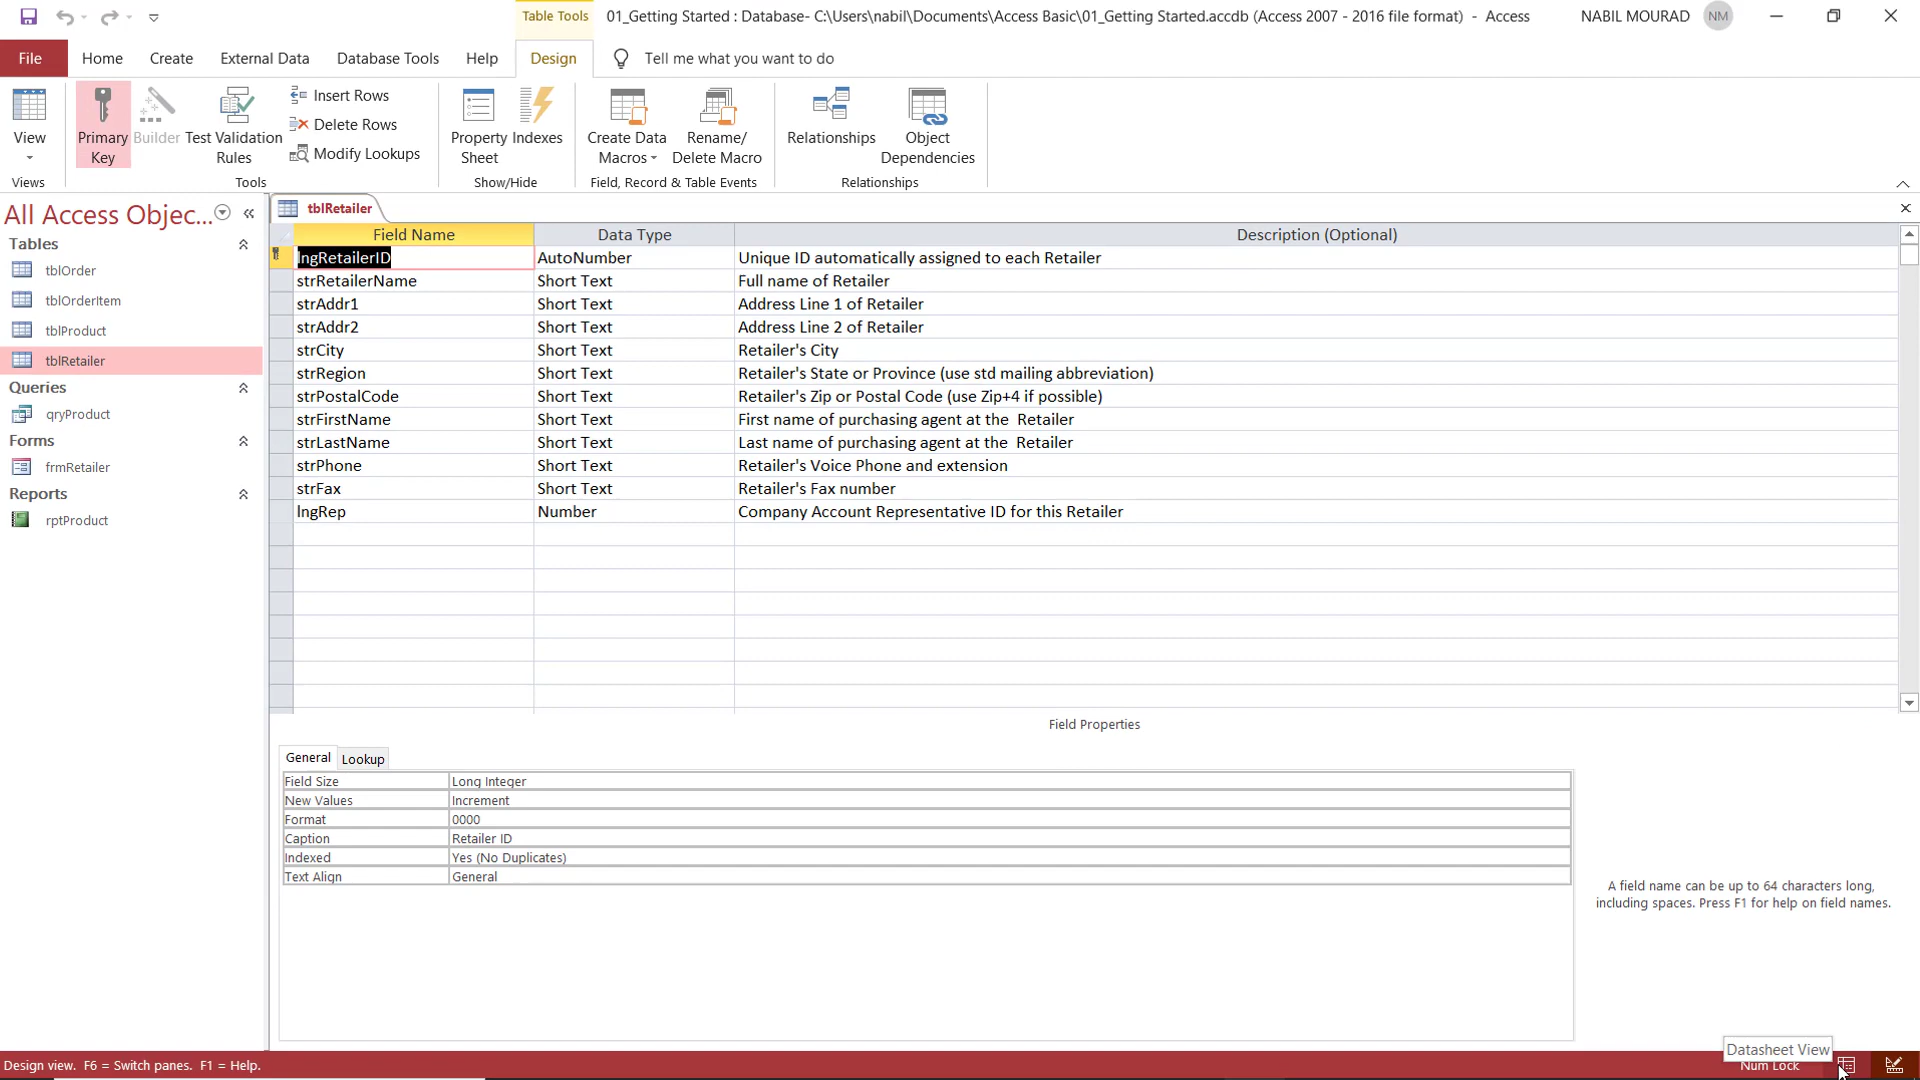 Table Tools
01_Getting Started : Database- C:\Users\nabil\Documents\Access Basic\01_Getting Started.accdb (Access 2007 - 2016 file format) - Access
NABIL MOURAD
NM
File
Home
Create
External Data
Database Tools
Help
Design
Tell me what you want to do
View
Primary Key
Builder
Test Validation Rules
Insert Rows
Delete Rows
Modify Lookups
Property Sheet
Indexes
Create Data Macros
Rename/ Delete Macro
Relationships
Object Dependencies
Views
Tools
Show/Hide
Field, Record & Table Events
Relationships
All Access Objec...
Tables
tblOrder
tblOrderItem
tblProduct
tblRetailer
Queries
qryProduct
Forms
frmRetailer
Reports
rptProduct
tblRetailer
Field Name Data Type Description (Optional)
lngRetailerID AutoNumber Unique ID automatically assigned to each Retailer
strRetailerName Short Text Full name of Retailer
strAddr1 Short Text Address Line 1 of Retailer
strAddr2 Short Text Address Line 2 of Retailer
strCity Short Text Retailer's City
strRegion Short Text Retailer's State or Province (use std mailing abbreviation)
strPostalCode Short Text Retailer's Zip or Postal Code (use Zip+4 if possible)
strFirstName Short Text First name of purchasing agent at the Retailer
strLastName Short Text Last name of purchasing agent at the Retailer
strPhone Short Text Retailer's Voice Phone and extension
strFax Short Text Retailer's Fax number
lngRep Number Company Account Representative ID for this Retailer
Field Properties
General Lookup
Field Size Long Integer
New Values Increment
Format 0000
Caption Retailer ID
Indexed Yes (No Duplicates)
Text Align General
A field name can be up to 64 characters long,
including spaces. Press F1 for help on field names.
Datasheet View
Design view. F6 = Switch panes. F1 = Help.
Num Lock